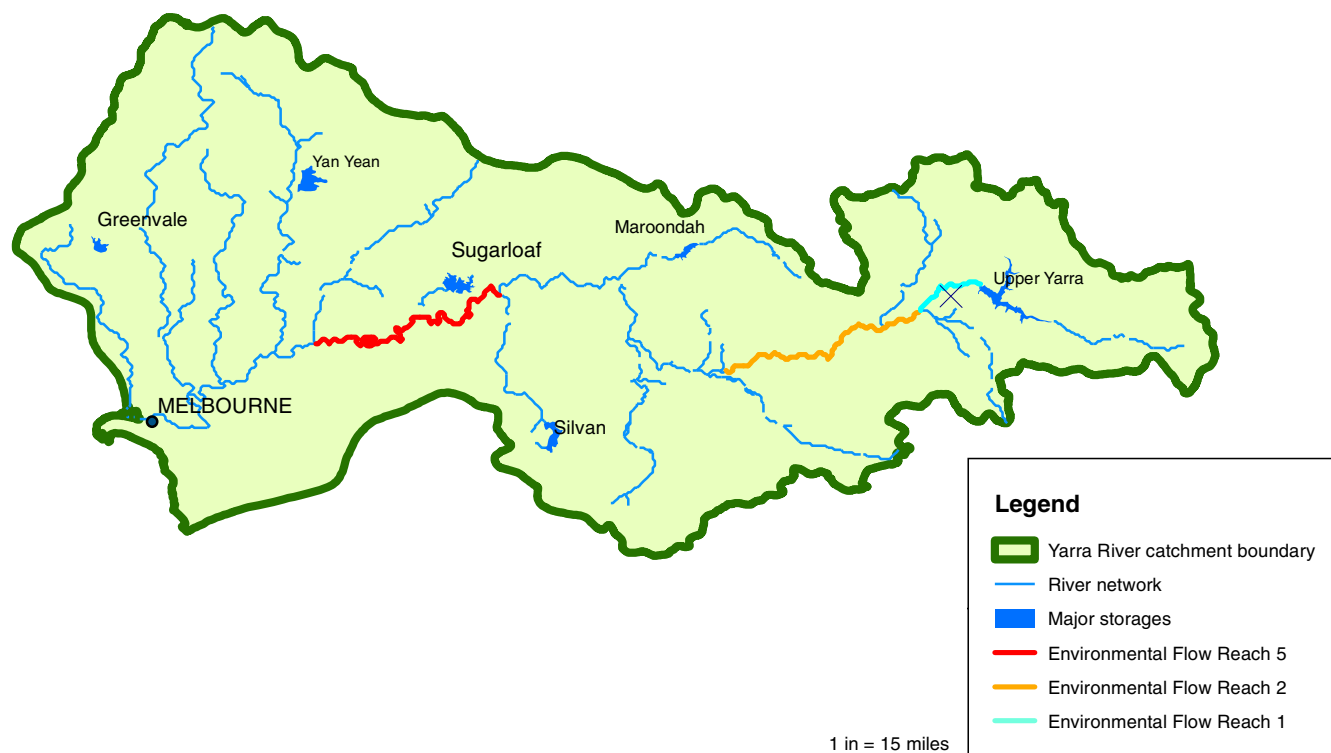 Yan Yean
Greenvale
Maroondah
Sugarloaf
Upper Yarra
MELBOURNE
Silvan
Legend
Yarra River catchment boundary
River network
Major storages
Environmental Flow Reach 5
Environmental Flow Reach 2
Environmental Flow Reach 1
1 in = 15 miles